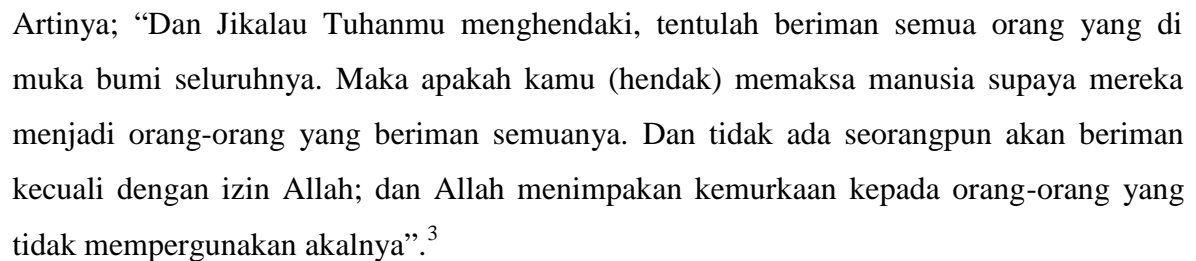 Artinya; “Dan Jikalau Tuhanmu menghendaki, tentulah beriman semua orang yang di
muka bumi seluruhnya. Maka apakah kamu (hendak) memaksa manusia supaya mereka
menjadi orang-orang yang beriman semuanya. Dan tidak ada seorangpun akan beriman
kecuali dengan izin Allah; dan Allah menimpakan kemurkaan kepada orang-orang yang
tidak mempergunakan akalnya”.³